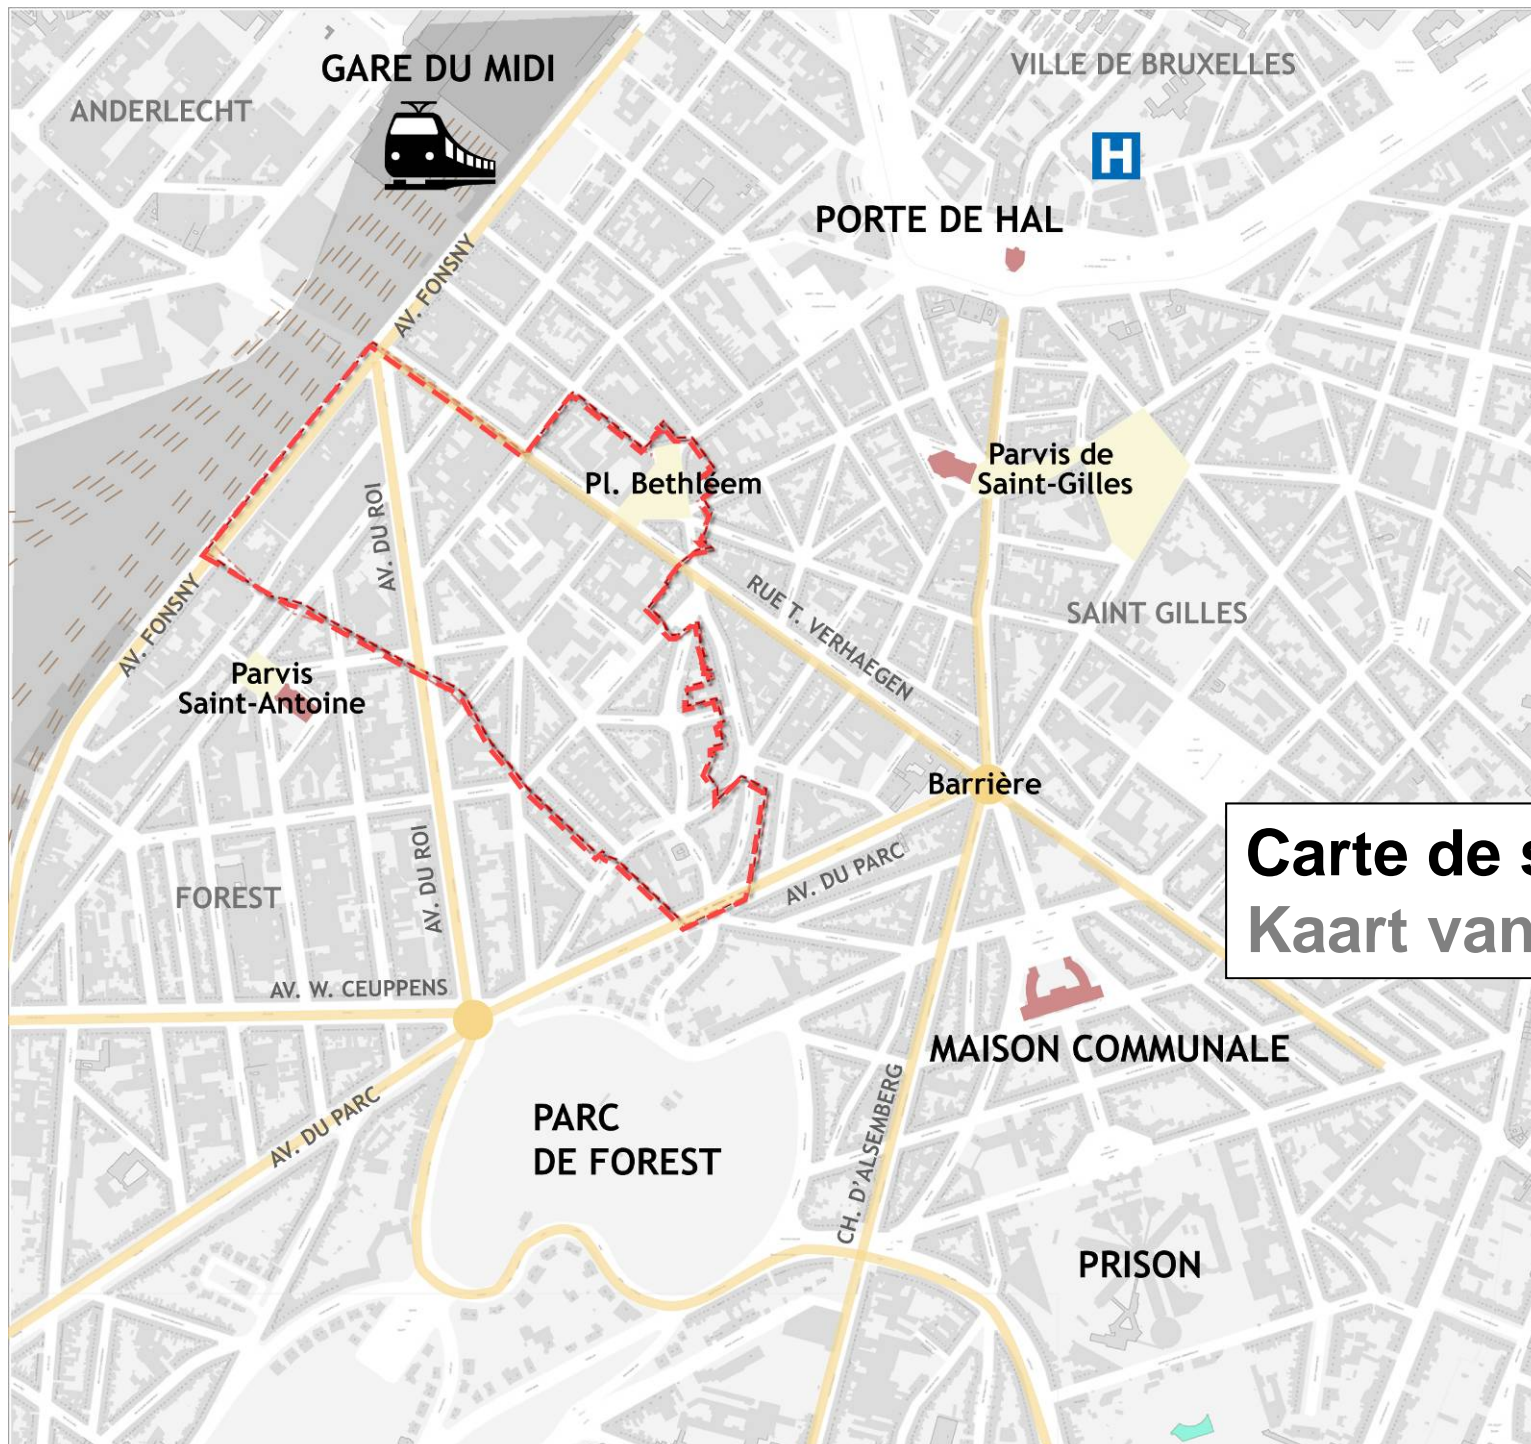 GARE DU MIDI
VILLE DE BRUXELLES
ANDERLECHT
H
PORTE DE HAL
AV. FONSNY
Parvis de
Saint-Gilles
Pl. Bethléem
AV. DU ROI
AV. FONSNY
RUE T. VERHAEGEN
SAINT GILLES
Parvis
Saint-Antoine
Barrière
AV. DU ROI
AV. DU PARC
Carte de
Kaart van
FOREST
AV. W. CEUPPENS
MAISON COMMUNALE
CH. D'ALSEMBERG
AV. DU PARC
PARC
DE FOREST
PRISON